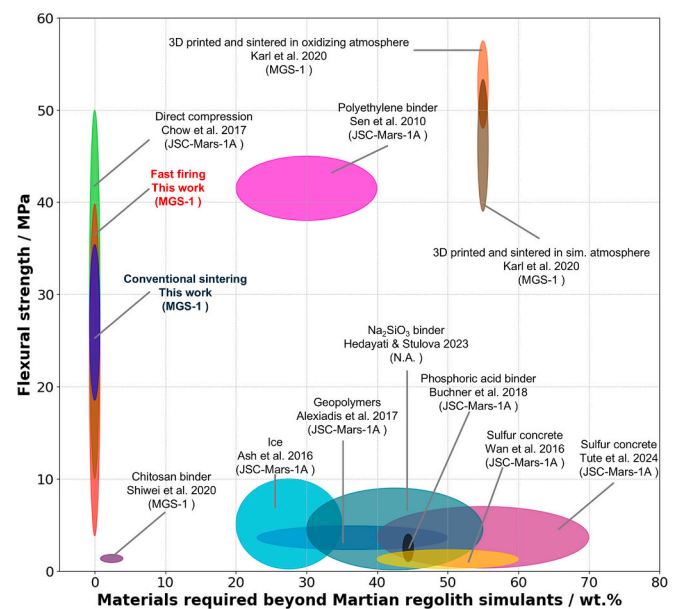 60
50
40
30
20
10
0
Flexural strength / MPa
3D printed and sintered in oxidizing atmosphere
Karl et al. 2020
(MGS-1 )
Direct compression
Chow et al. 2017
(JSC-Mars-1A )
Polyethylene binder
Sen et al. 2010
(JSC-Mars-1A )
Fast firing
This work
(MGS-1 )
3D printed and sintered in sim. atmosphere
Karl et al. 2020
(MGS-1 )
Conventional sintering
This work
(MGS-1 )
Na₂SiO₃ binder
Hedayati & Stulova 2023
(N.A. )
Phosphoric acid binder
Buchner et al. 2018
(JSC-Mars-1A )
Geopolymers
Alexiadis et al. 2017
(JSC-Mars-1A )
Ice
Ash et al. 2016
(JSC-Mars-1A )
Sulfur concrete
Wan et al. 2016
(JSC-Mars-1A )
Sulfur concrete
Tute et al. 2024
(JSC-Mars-1A )
Chitosan binder
Shiwei et al. 2020
(MGS-1 )
0 10 20 30 40 50 60 70 80
Materials required beyond Martian regolith simulants / wt.%